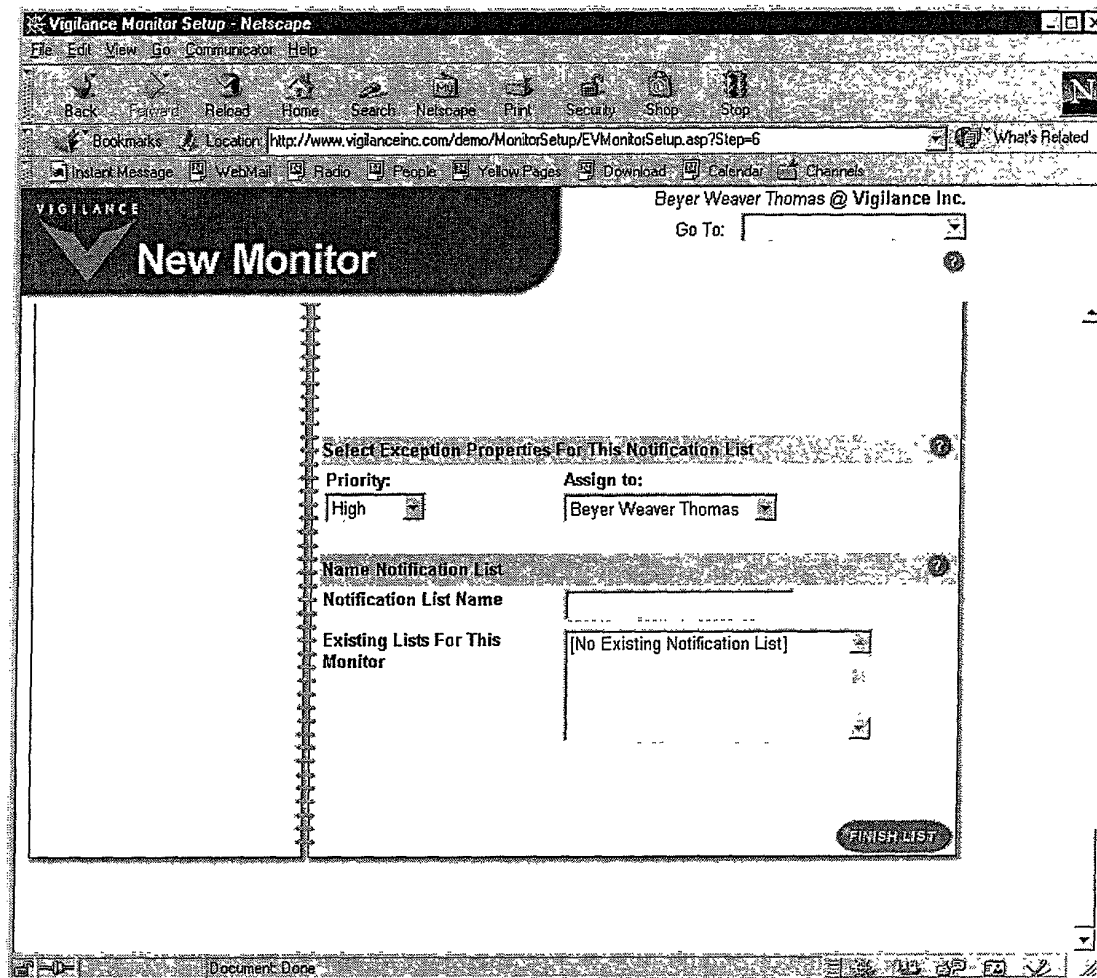 Vigilance Monitor Setup - Netscape
File Edit View Go Communicator Help
Back Forward Reload Home Search Netscape Print Security Shop Stop
Bookmarks Location http://www.vigilanceinc.com/demo/MonitorSetup/EVMonitorSetup.asp?Step=6 What's Related
Instant Message WebMail Radio People Yellow Pages Download Calendar Channels
VIGILANCE
New Monitor
Beyer Weaver Thomas @ Vigilance Inc.
Go To:
Select Exception Properties For This Notification List
Priority: Assign to:
High Beyer Weaver Thomas
Name Notification List
Notification List Name
Existing Lists For This Monitor
[No Existing Notification List]
FINISH LIST
Document: Done